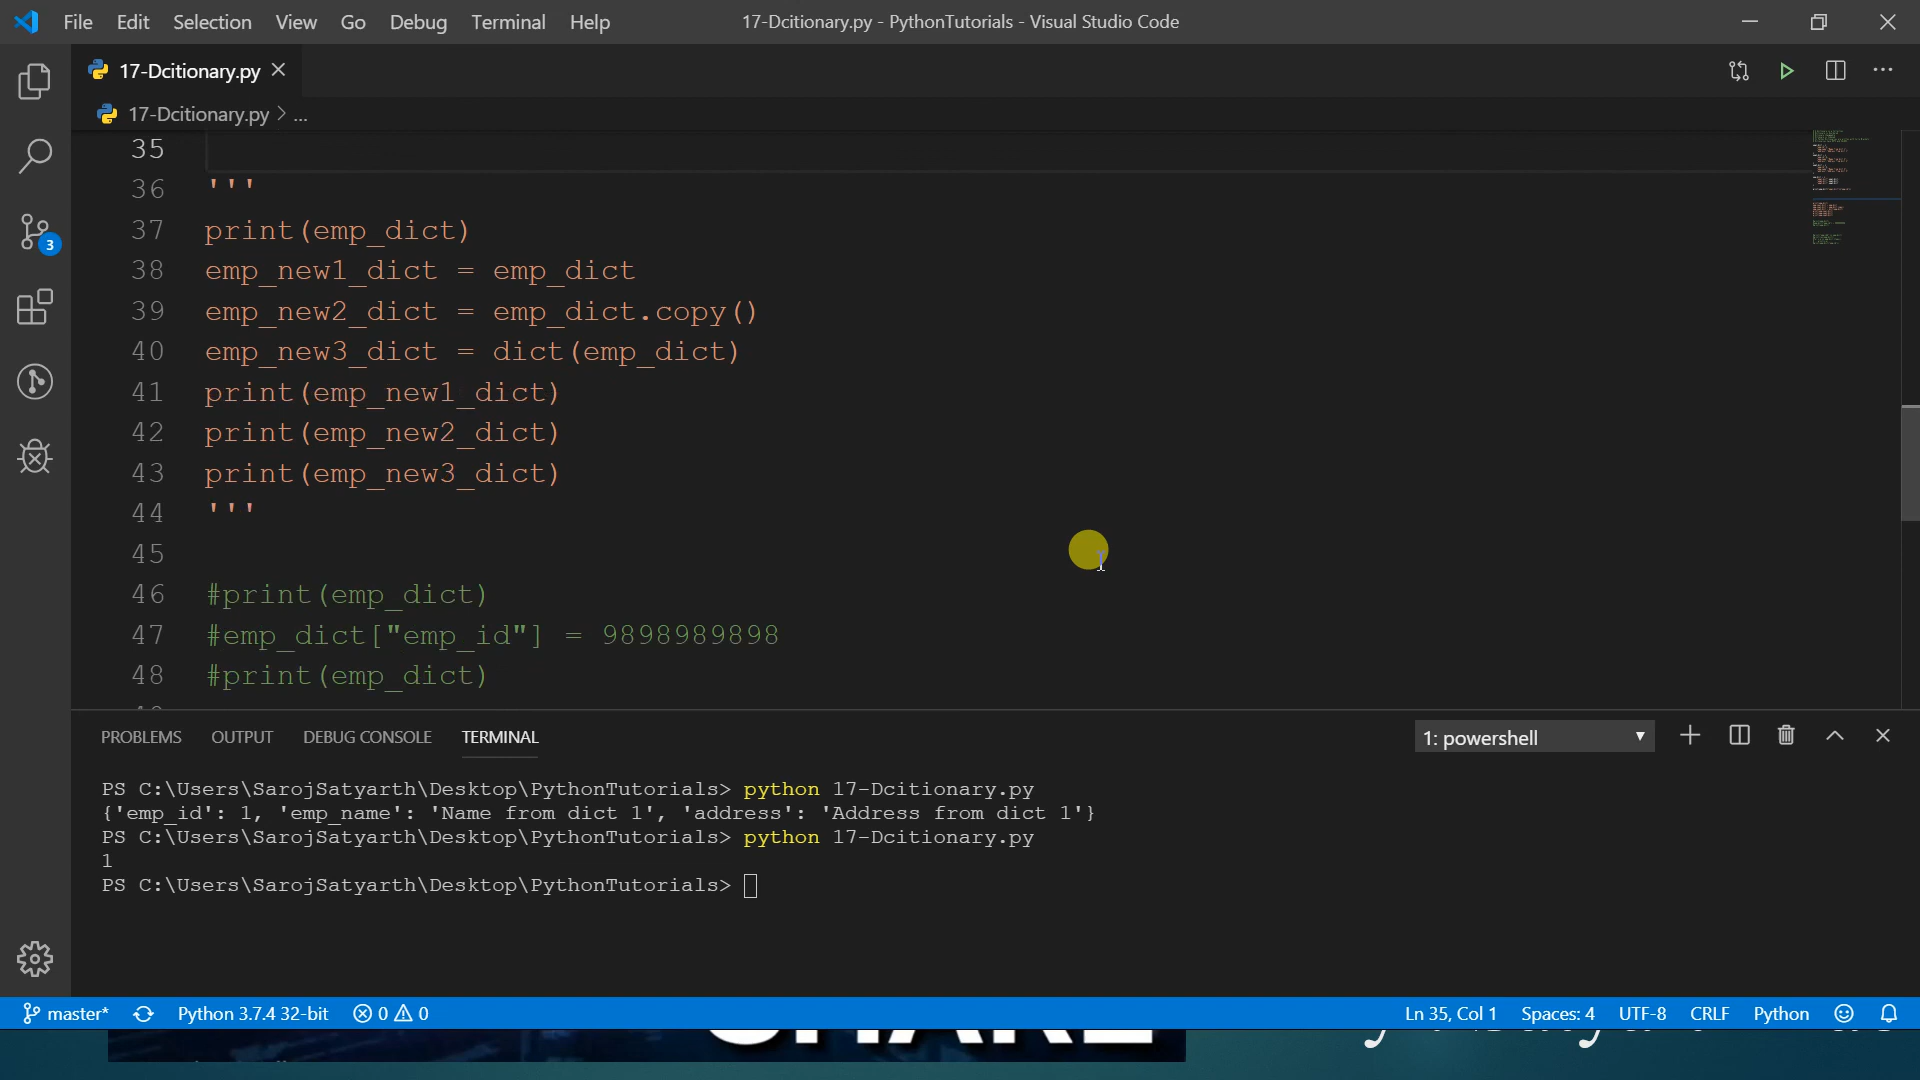 File Edit Selection View Go Debug Terminal Help
17-Dcitionary.py - PythonTutorials - Visual Studio Code
17-Dcitionary.py
17-Dcitionary.py > ...
35
36 '''
37 print(emp_dict)
38 emp_new1_dict = emp_dict
39 emp_new2_dict = emp_dict.copy()
40 emp_new3_dict = dict(emp_dict)
41 print(emp_new1_dict)
42 print(emp_new2_dict)
43 print(emp_new3_dict)
44 '''
45
46 #print(emp_dict)
47 #emp_dict["emp_id"] = 9898989898
48 #print(emp_dict)
3
PROBLEMS OUTPUT DEBUG CONSOLE TERMINAL 1: powershell
PS C:\Users\SarojSatyarth\Desktop\PythonTutorials> python 17-Dcitionary.py
{'emp_id': 1, 'emp_name': 'Name from dict 1', 'address': 'Address from dict 1'}
PS C:\Users\SarojSatyarth\Desktop\PythonTutorials> python 17-Dcitionary.py
1
PS C:\Users\SarojSatyarth\Desktop\PythonTutorials>
master* Python 3.7.4 32-bit 0 0 Ln 35, Col 1 Spaces: 4 UTF-8 CRLF Python